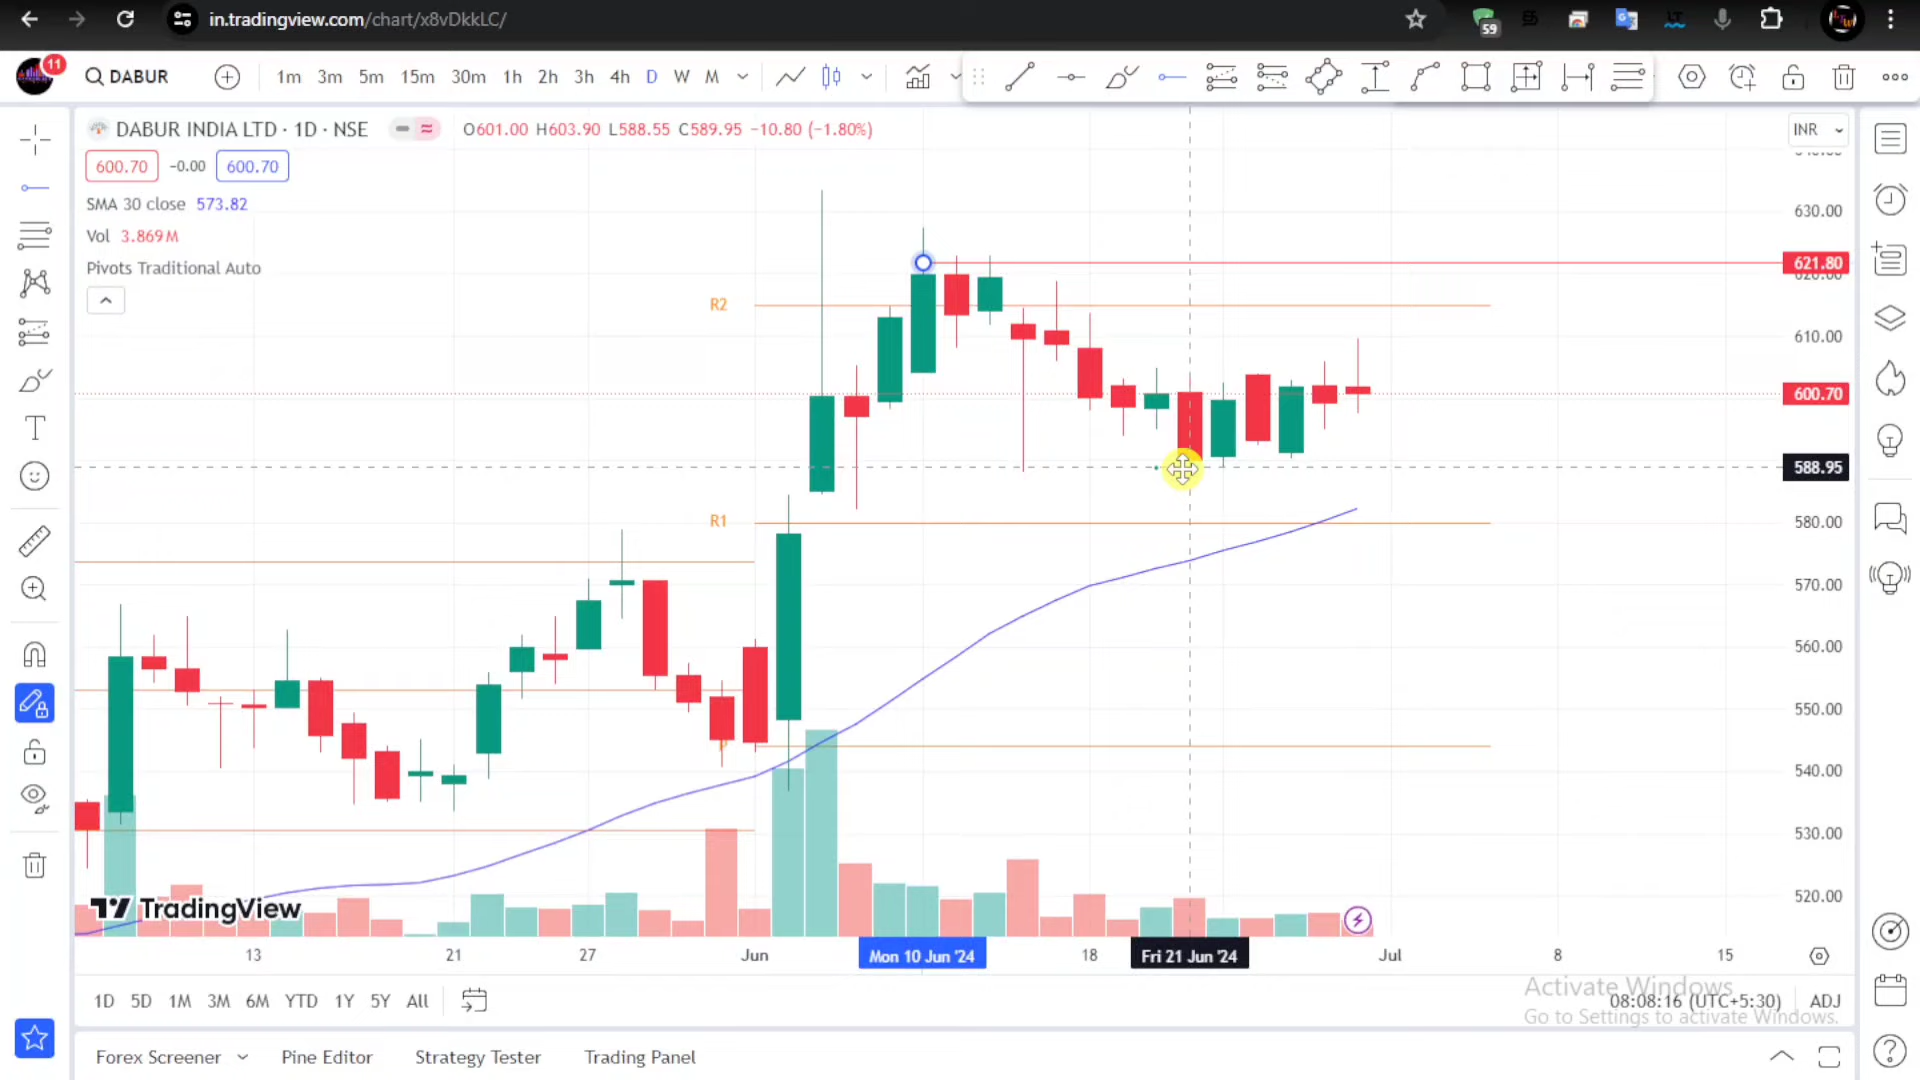 in.tradingview.com/chart/x8vDkkLC/
59
11
DABUR
1m 3m 5m 15m 30m 1h 2h 3h 4h D W M
DABUR INDIA LTD · 1D · NSE
O601.00 H603.90 L588.55 C589.95 −10.80 (−1.80%)
INR
600.70 −0.00 600.70
SMA 30 close 573.82
Vol 3.869M
Pivots Traditional Auto
630.00
621.80
R2
610.00
600.70
588.95
R1
580.00
570.00
560.00
550.00
P
540.00
530.00
520.00
TradingView
13 21 27 Jun Mon 10 Jun '24 18 Fri 21 Jun '24 Jul 8 15
1D 5D 1M 3M 6M YTD 1Y 5Y All
Activate Windows
08:08:16 (UTC+5:30) ADJ
Go to Settings to activate Windows.
Forex Screener Pine Editor Strategy Tester Trading Panel